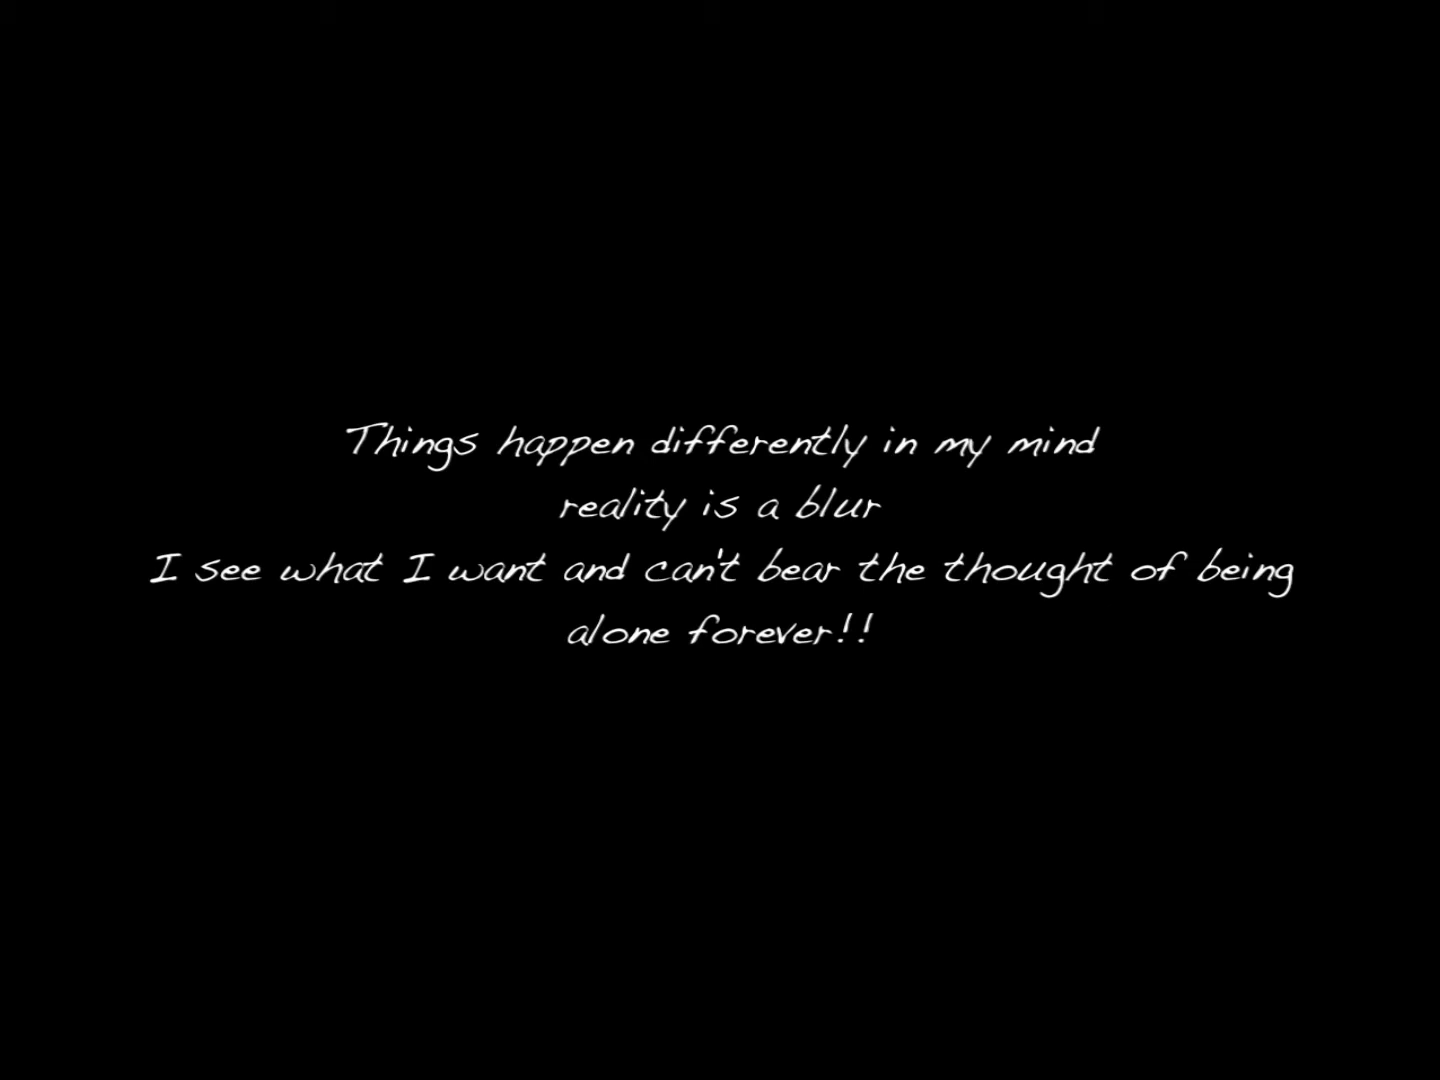 Things happen differently in my mind
reality is a blur
I see what I want and can't bear the thought of being
alone forever!!